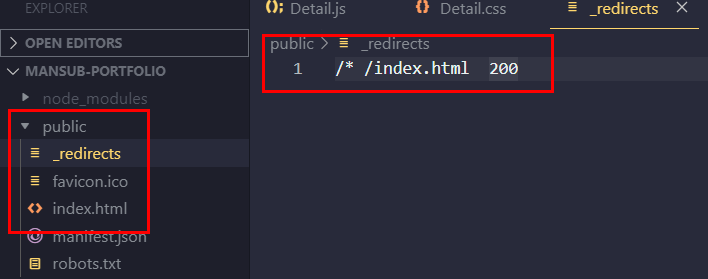 EXPLORER
OPEN EDITORS
MANSUB-PORTFOLIO
node_modules
public
_redirects
favicon.ico
index.html
manifest.json
robots.txt
Detail.js
Detail.css
_redirects
public > _redirects
1 /* /index.html  200